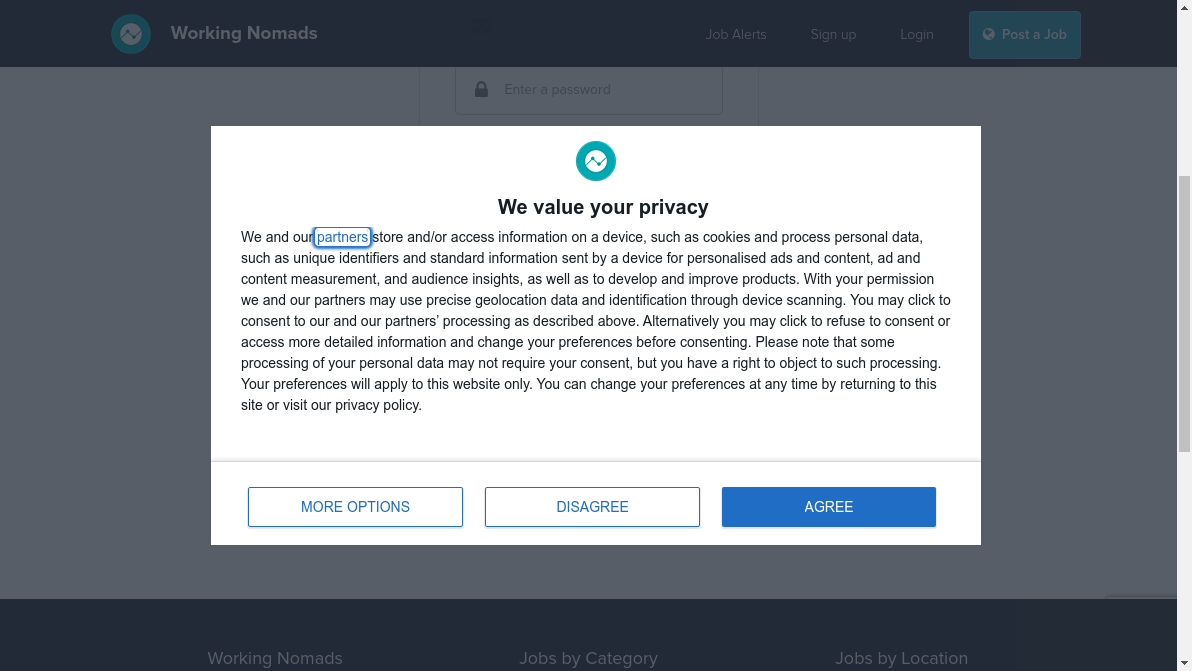 Working Nomads
Job Alerts
Sign up
Login
Post a Job
Enter a password
We value your privacy
We and our partners store and/or access information on a device, such as cookies and process personal data,
such as unique identifiers and standard information sent by a device for personalised ads and content, ad and
content measurement, and audience insights, as well as to develop and improve products. With your permission
we and our partners may use precise geolocation data and identification through device scanning. You may click to
consent to our and our partners’ processing as described above. Alternatively you may click to refuse to consent or
access more detailed information and change your preferences before consenting. Please note that some
processing of your personal data may not require your consent, but you have a right to object to such processing.
Your preferences will apply to this website only. You can change your preferences at any time by returning to this
site or visit our privacy policy.
MORE OPTIONS
DISAGREE
AGREE
Working Nomads
Jobs by Category
Jobs by Location